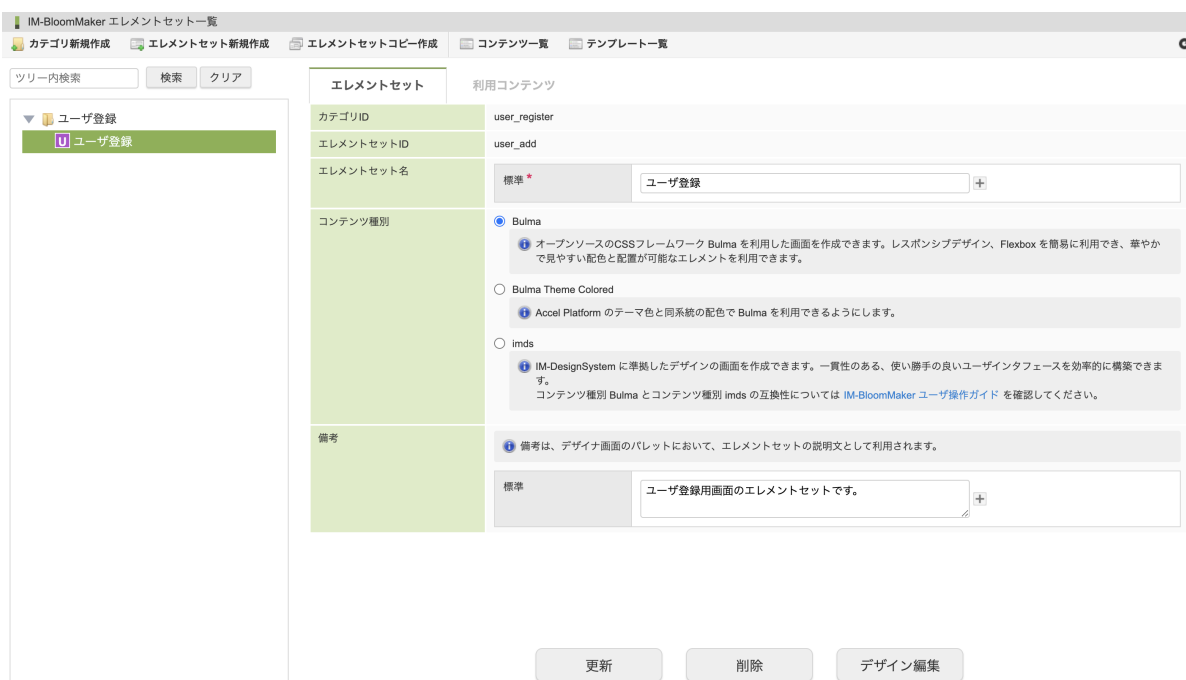 IM-BloomMaker エレメントセット一覧
カテゴリ新規作成 エレメントセット新規作成 エレメントセットコピー作成 コンテンツ一覧 テンプレート一覧
ツリー内検索 検索 クリア
ユーザ登録
U ユーザ登録
エレメントセット 利用コンテンツ
カテゴリID user_register
エレメントセットID user_add
エレメントセット名 標準 * ユーザ登録
コンテンツ種別 Bulma
オープンソースのCSSフレームワーク Bulma を利用した画面を作成できます。レスポンシブデザイン、Flexbox を簡易に利用でき、華やか
で見やすい配色と配置が可能なエレメントを利用できます。
Bulma Theme Colored
Accel Platform のテーマ色と同系統の配色で Bulma を利用できるようにします。
imds
IM-DesignSystem に準拠したデザインの画面を作成できます。一貫性のある、使い勝手の良いユーザインタフェースを効率的に構築できま
す。
コンテンツ種別 Bulma とコンテンツ種別 imds の互換性については IM-BloomMaker ユーザ操作ガイド を確認してください。
備考 備考は、デザイナ画面のパレットにおいて、エレメントセットの説明文として利用されます。
標準 ユーザ登録用画面のエレメントセットです。
更新 削除 デザイン編集